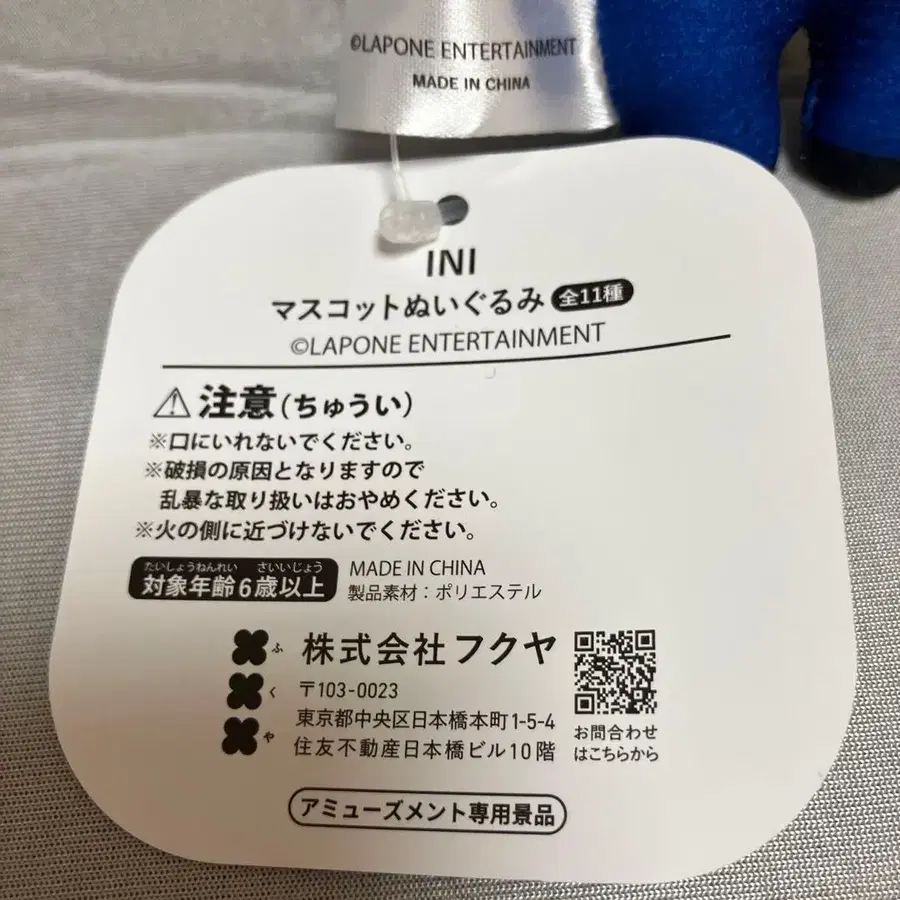 ©LAPONE ENTERTAINMENT
MADE IN CHINA
INI
マスコットぬいぐるみ 全11種
©LAPONE ENTERTAINMENT
⚠注意(ちゅうい)
※口にいれないでください。
※破損の原因となりますので
乱暴な取り扱いはおやめください。
※火の側に近づけないでください。
たいしょうねんれい さいいじょう
対象年齢6歳以上
MADE IN CHINA
製品素材：ポリエステル
ふくや
株式会社フクヤ
〒103-0023
東京都中央区日本橋本町1-5-4
住友不動産日本橋ビル10階
お問合わせ
はこちらから
アミューズメント専用景品